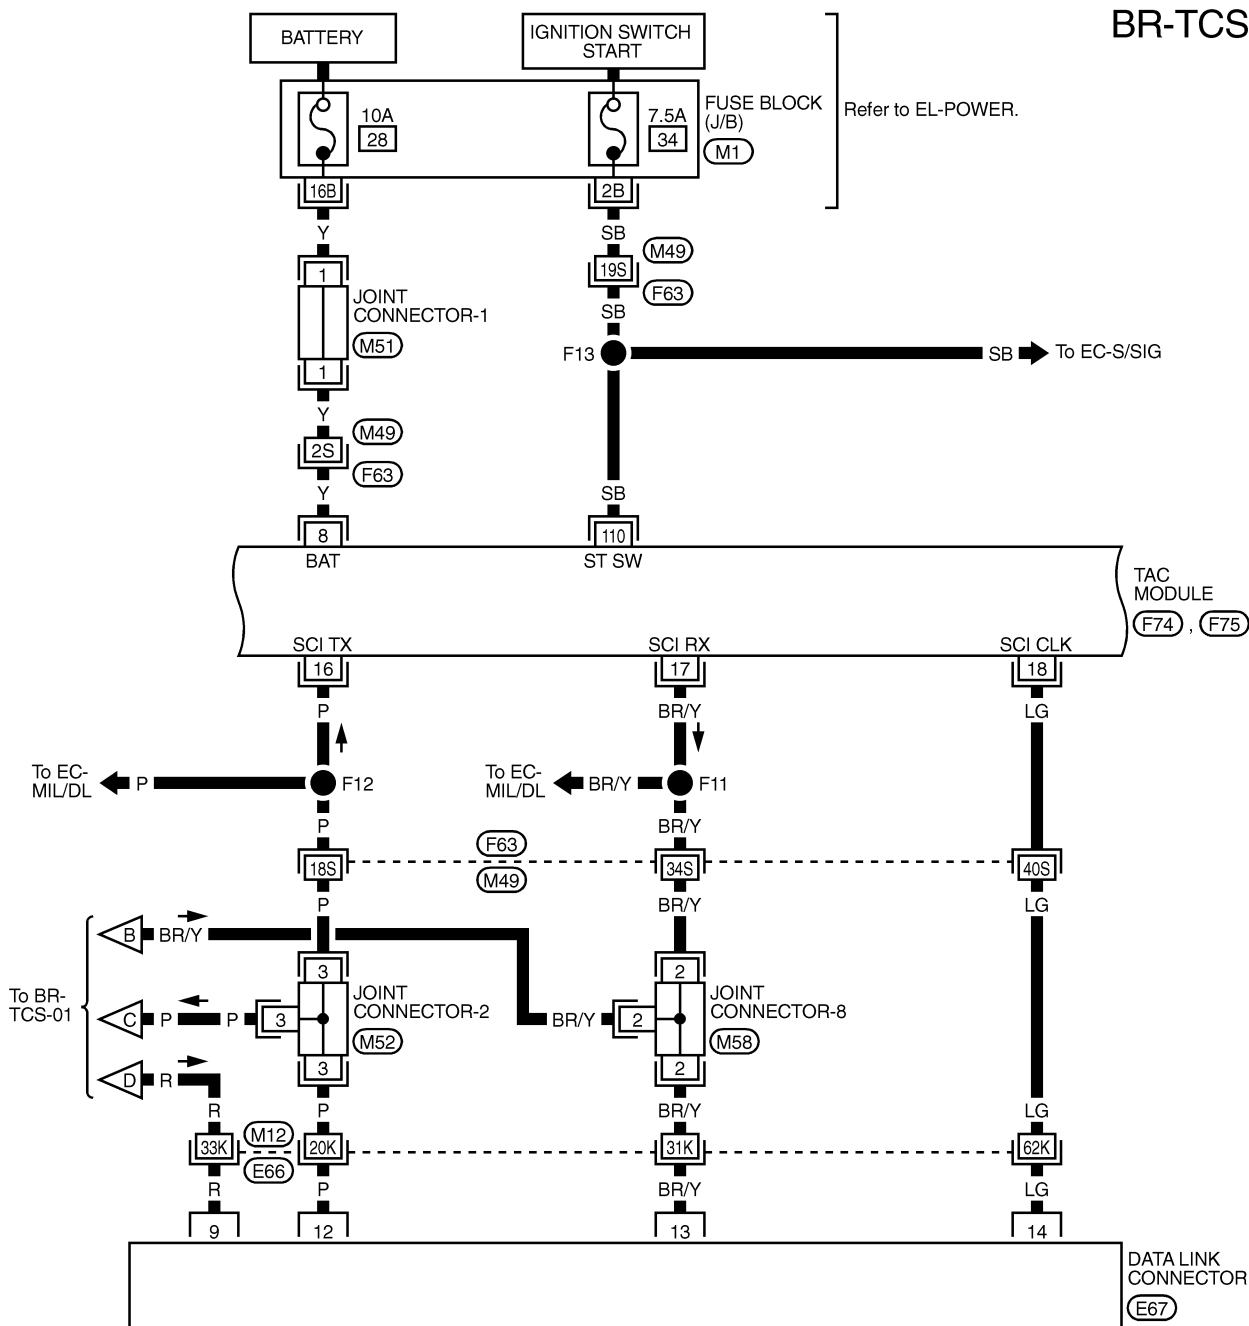 BR-TCS
BATTERY
IGNITION SWITCH
START
10A
28
7.5A
34
FUSE BLOCK
(J/B)
M1
Refer to EL-POWER.
16B
2B
Y
SB
1
19S
M49
F63
JOINT
CONNECTOR-1
M51
SB
1
F13
SB
To EC-S/SIG
Y
M49
2S
F63
Y
SB
8
110
BAT
ST SW
TAC
MODULE
F74 , F75
SCI TX
SCI RX
SCI CLK
16
17
18
P
BR/Y
LG
To EC-
MIL/DL
P
F12
To EC-
MIL/DL
BR/Y
F11
P
BR/Y
F63
18S
34S
40S
M49
P
BR/Y
LG
B
BR/Y
3
2
To BR-
TCS-01
C
P
P
3
JOINT
CONNECTOR-2
M52
BR/Y
2
JOINT
CONNECTOR-8
M58
D
R
3
2
R
P
BR/Y
LG
33K
M12
20K
31K
62K
E66
R
P
BR/Y
LG
9
12
13
14
DATA LINK
CONNECTOR
E67